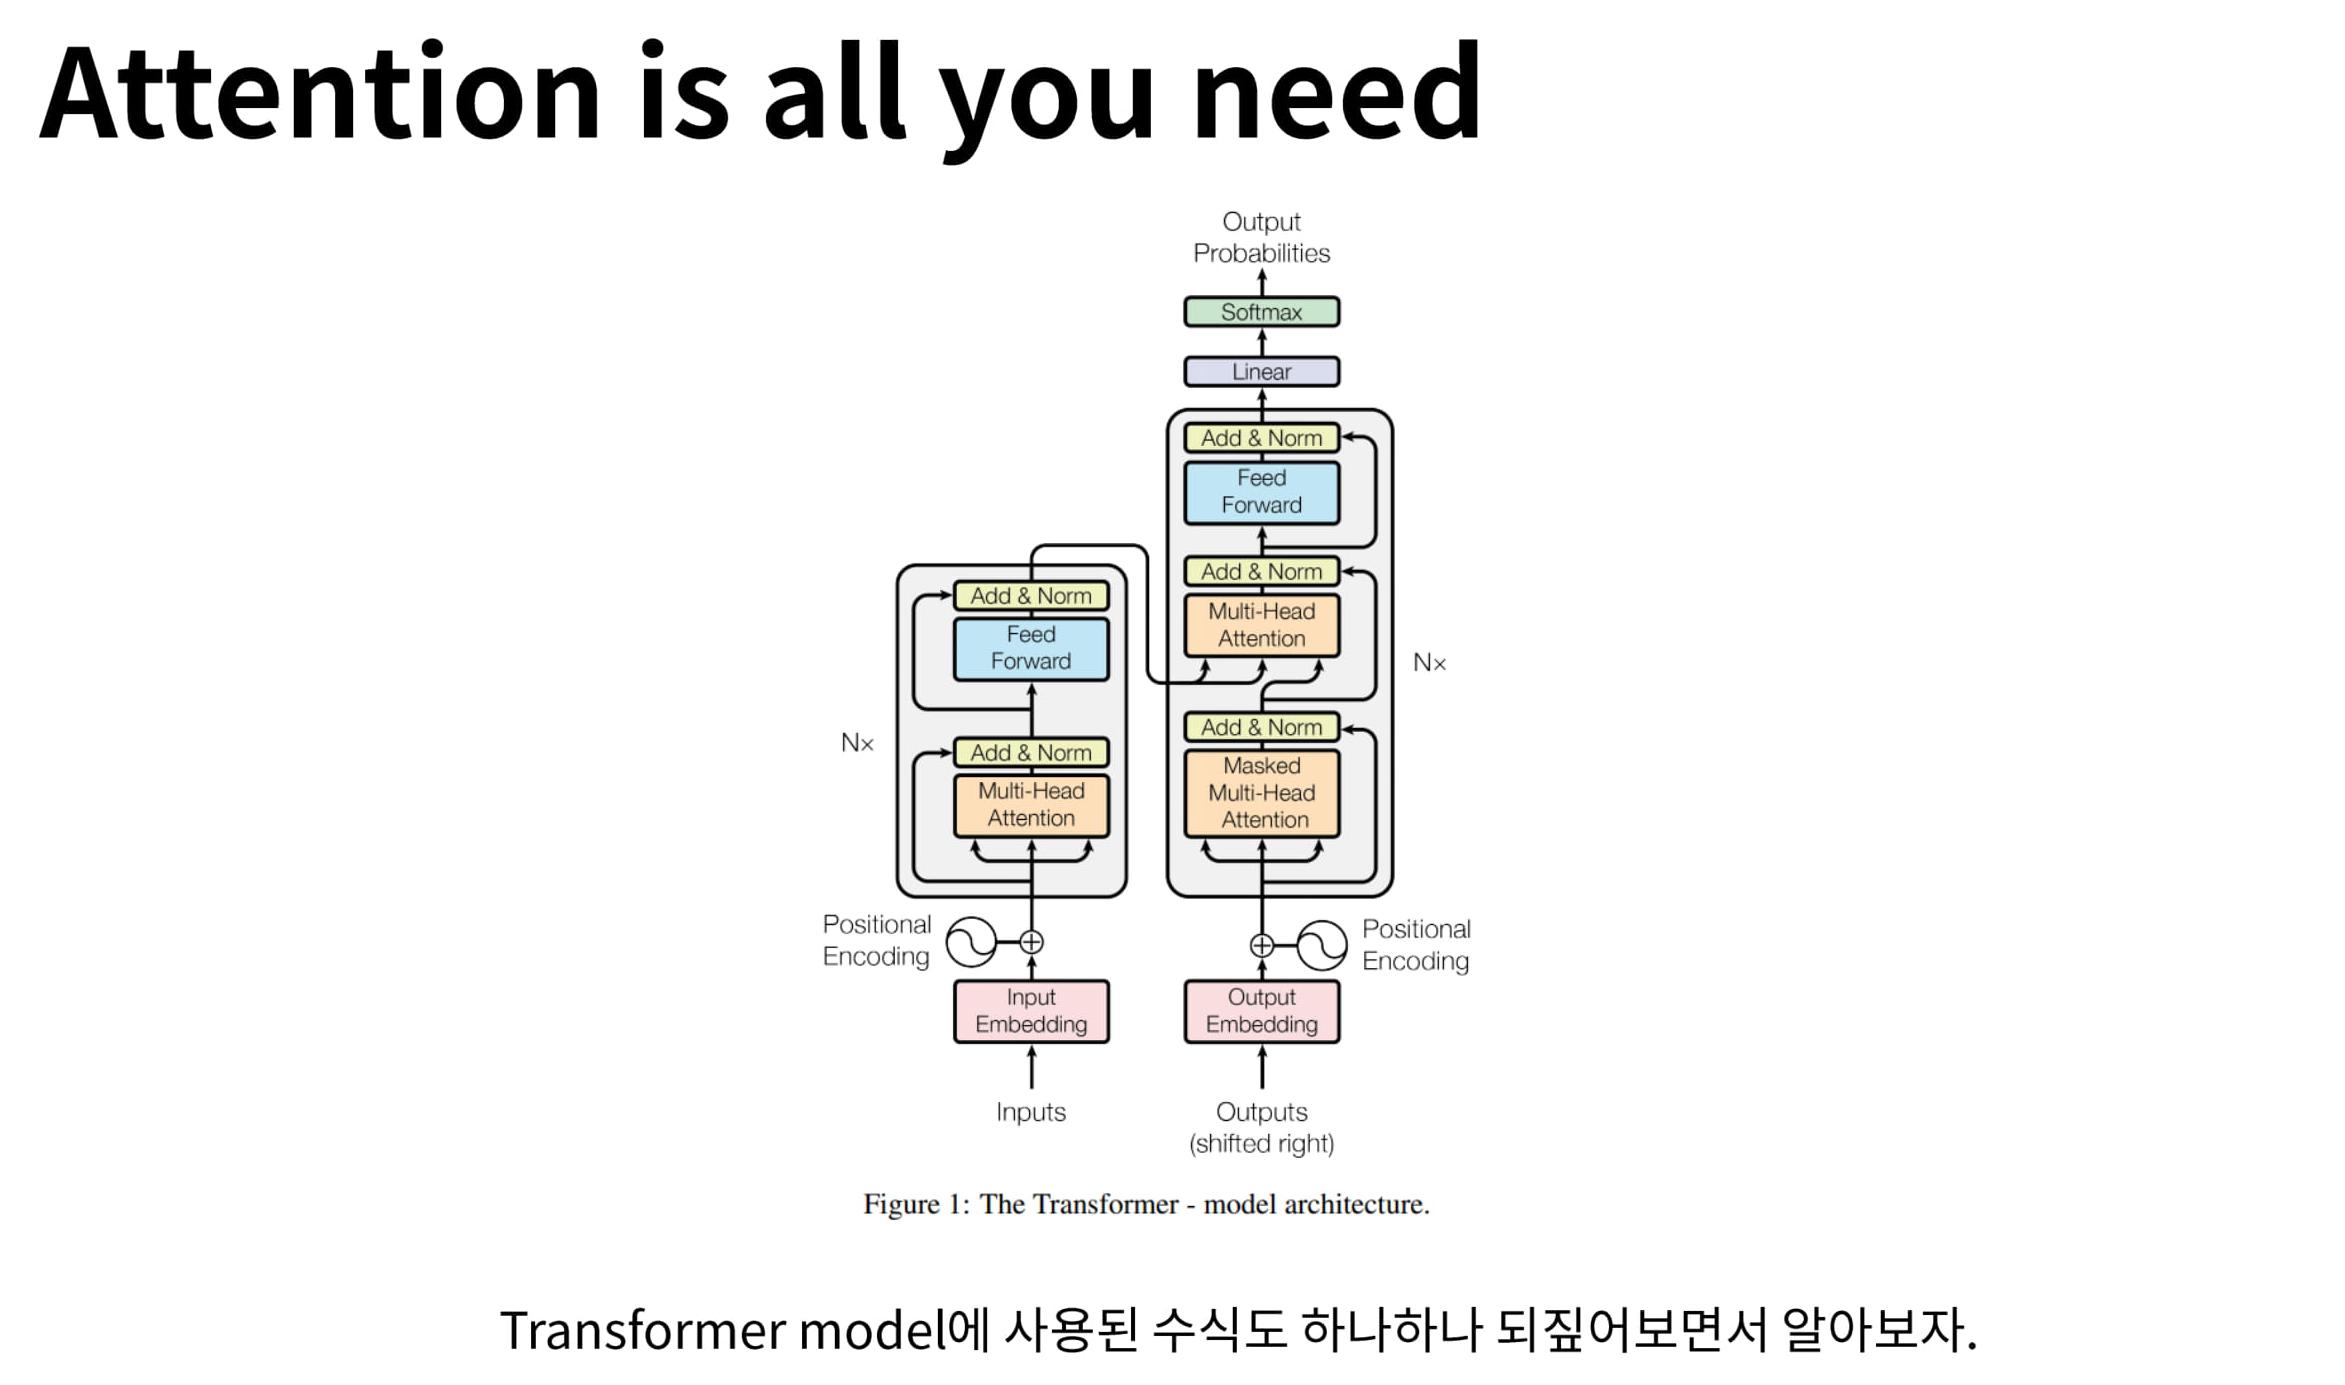 Attention is all you need
Output
Probabilities
Softmax
Linear
Add & Norm
Feed
Forward
Add & Norm
Multi-Head
Attention
Nx
Add & Norm
Masked
Multi-Head
Attention
Add & Norm
Feed
Forward
Nx
Add & Norm
Multi-Head
Attention
Positional
Encoding
Positional
Encoding
Input
Embedding
Output
Embedding
Inputs
Outputs
(shifted right)
Figure 1: The Transformer - model architecture.
Transformer model에 사용된 수식도 하나하나 되짚어보면서 알아보자.